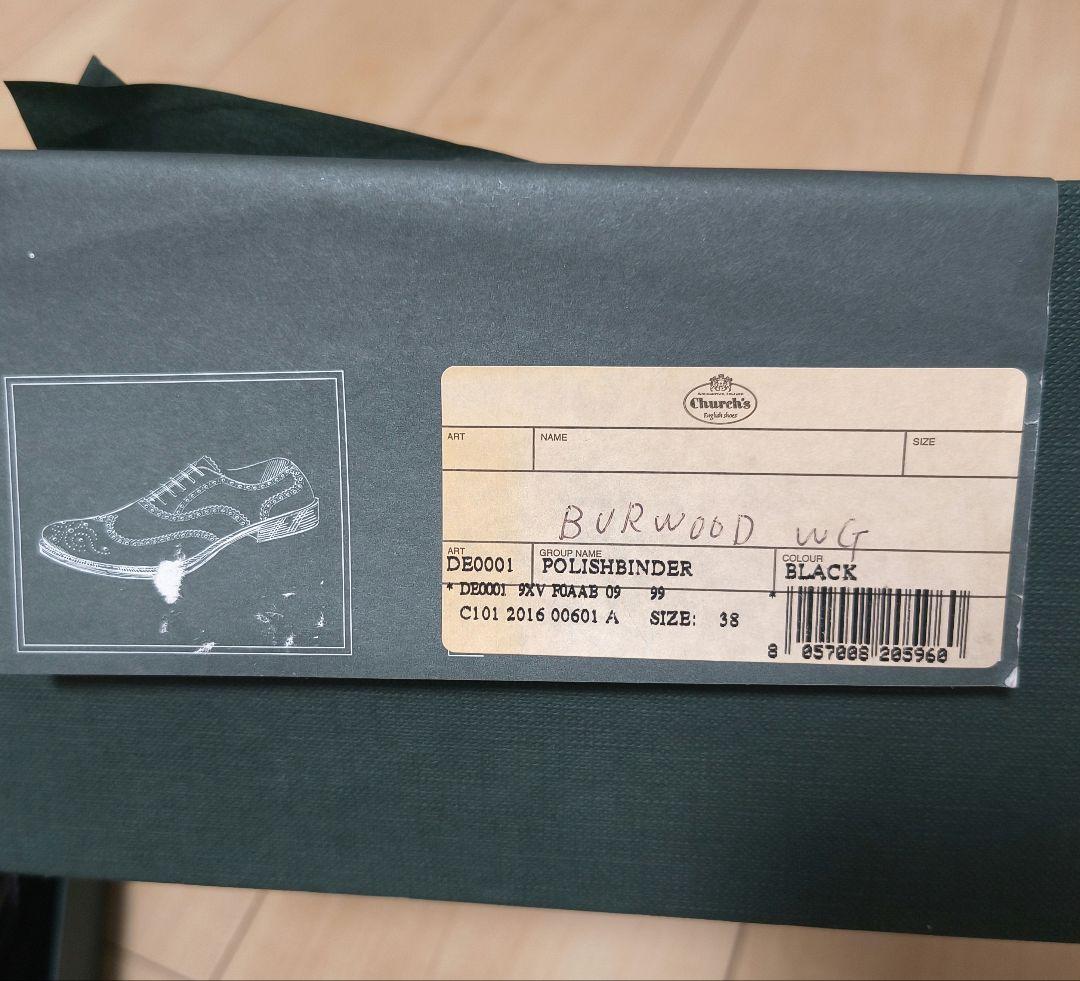 Church's
English shoes
ART NAME SIZE
BURWOOD WG
ART GROUP NAME COLOUR
DE0001 POLISHBINDER BLACK
* DE0001 9XV F0AAB 09 99 *
C101 2016 00601 A SIZE: 38
8 057008 205960